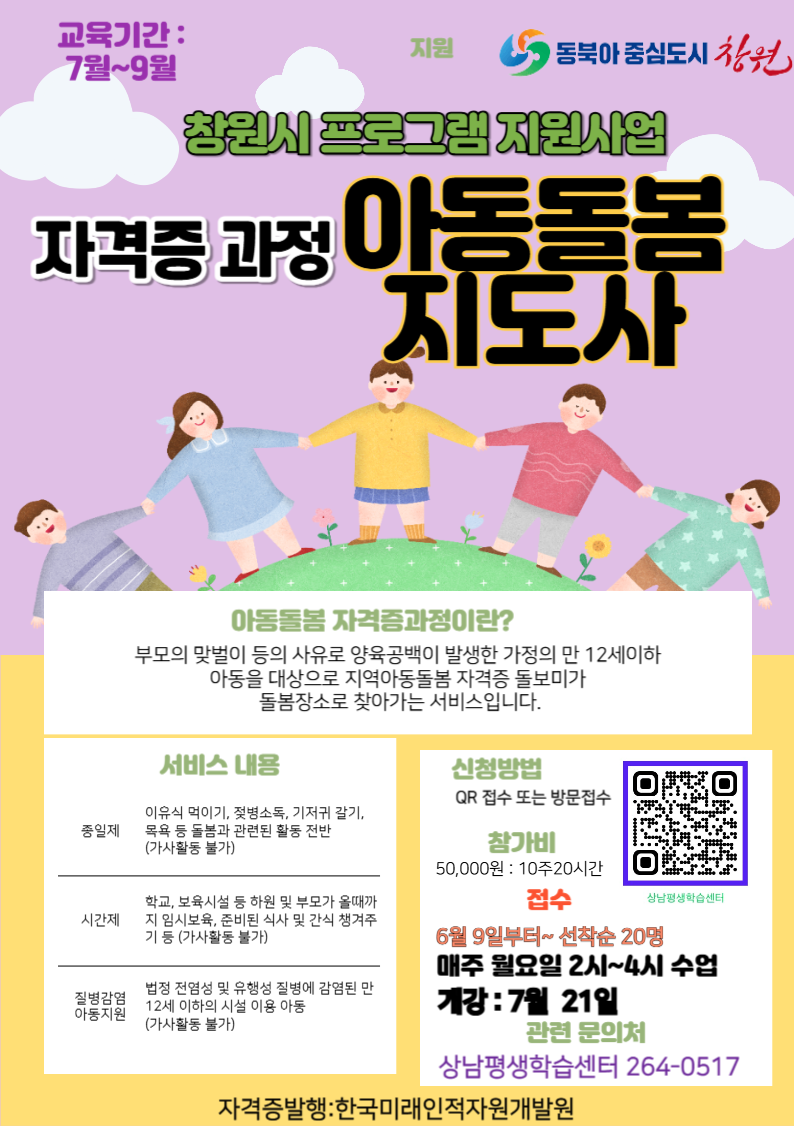 교육기간 :
7월~9월
지원
동북아 중심도시 창원
창원시 프로그램 지원사업
자격증 과정
아동돌봄
지도사
아동돌봄 자격증과정이란?
부모의 맞벌이 등의 사유로 양육공백이 발생한 가정의 만 12세이하
아동을 대상으로 지역아동돌봄 자격증 돌보미가
돌봄장소로 찾아가는 서비스입니다.
서비스 내용
종일제
이유식 먹이기, 젖병소독, 기저귀 갈기,
목욕 등 돌봄과 관련된 활동 전반
(가사활동 불가)
시간제
학교, 보육시설 등 하원 및 부모가 올때까
지 임시보육, 준비된 식사 및 간식 챙겨주
기 등 (가사활동 불가)
질병감염
아동지원
법정 전염성 및 유행성 질병에 감염된 만
12세 이하의 시설 이용 아동
(가사활동 불가)
신청방법
QR 접수 또는 방문접수
참가비
50,000원 : 10주20시간
상남평생학습센터
접수
6월 9일부터~ 선착순 20명
매주 월요일 2시~4시 수업
개강 : 7월 21일
관련 문의처
상남평생학습센터 264-0517
자격증발행:한국미래인적자원개발원